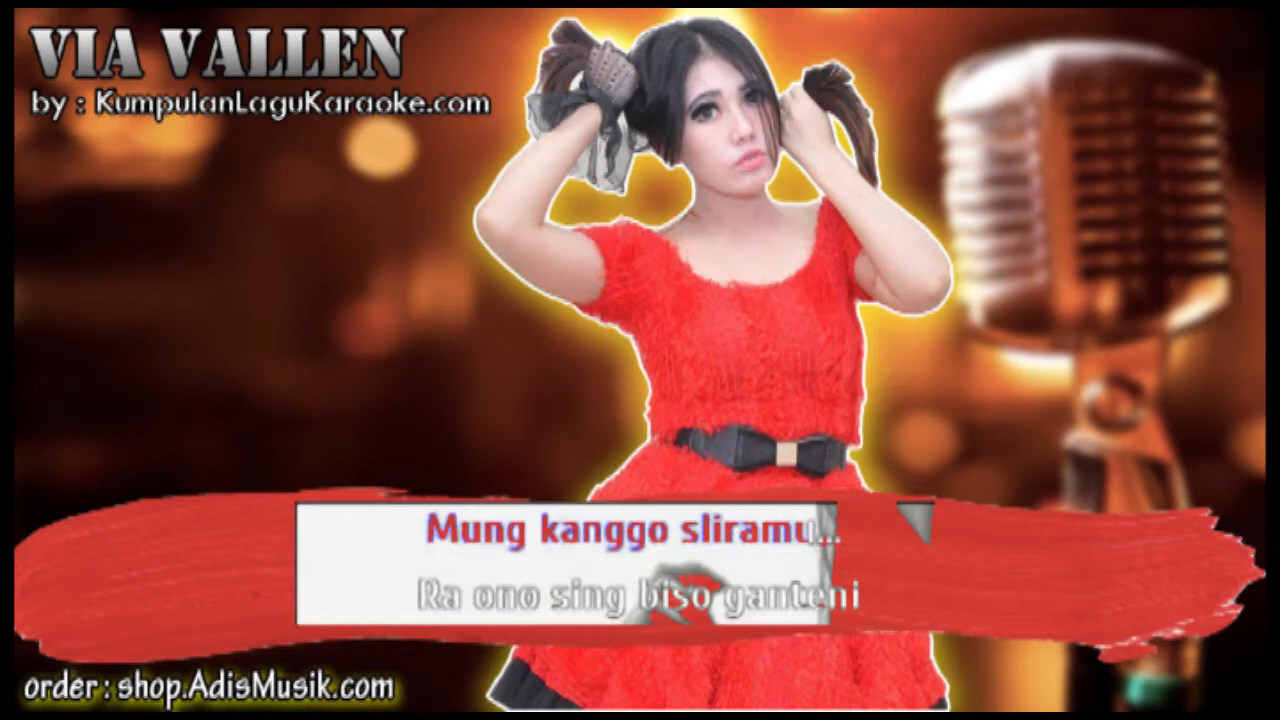 VIA VALLEN
by : KumpulanLaguKaraoke.com
Mung kanggo sliramu...
Ra ono sing biso ganteni
order : shop.AdisMusik.com